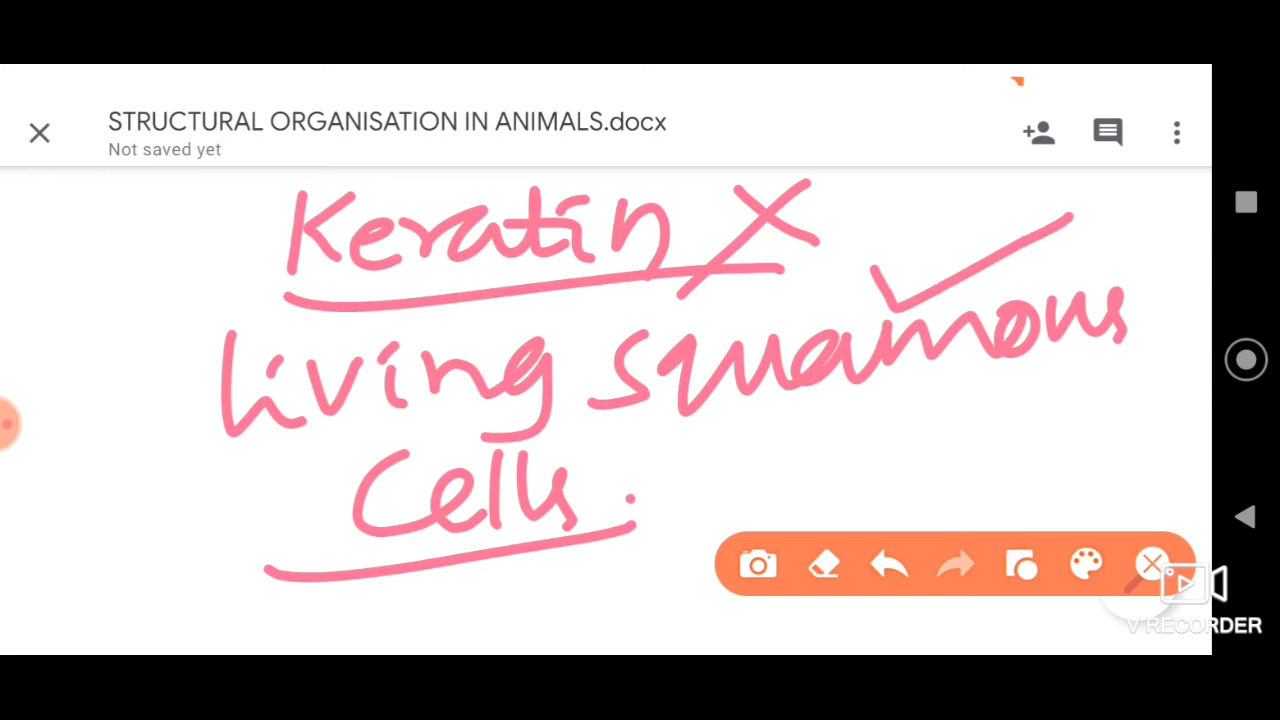 STRUCTURAL ORGANISATION IN ANIMALS.docx
Not saved yet
Keratin X
living squamous
cells.
V RECORDER